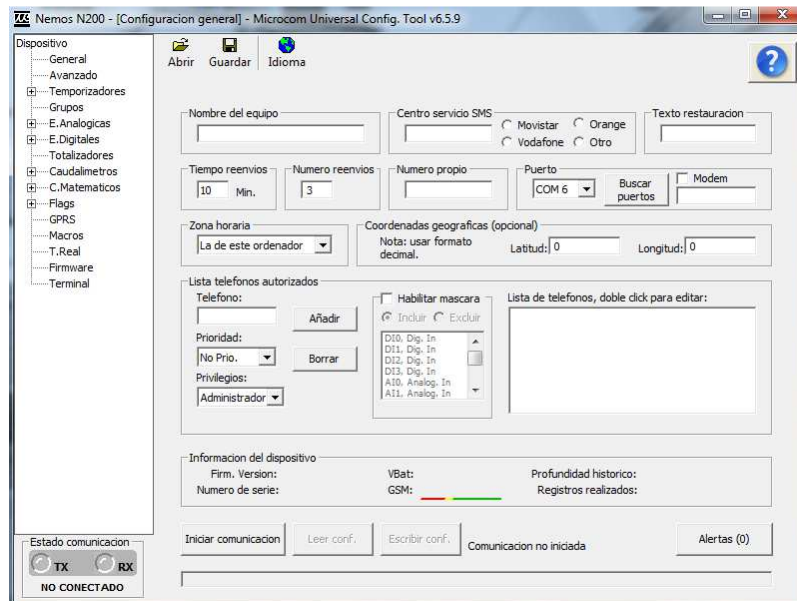 Nemos N200 - [Configuracion general] - Microcom Universal Config. Tool v6.5.9
Dispositivo
General
Avanzado
Temporizadores
Grupos
E.Analogicas
E.Digitales
Totalizadores
Caudalimetros
C.Matematicos
Flags
GPRS
Macros
T.Real
Firmware
Terminal
Estado comunicacion
TX RX
NO CONECTADO
Abrir Guardar Idioma
?
Nombre del equipo
Centro servicio SMS
Movistar Orange
Vodafone Otro
Texto restauracion
Tiempo reenvios
10 Min.
Numero reenvios
3
Numero propio
Puerto
COM 6
Buscar
puertos
Modem
Zona horaria
La de este ordenador
Coordenadas geograficas (opcional)
Nota: usar formato
decimal.
Latitud: 0
Longitud: 0
Lista telefonos autorizados
Telefono:
Añadir
Prioridad:
No Prio.
Borrar
Privilegios:
Administrador
Habilitar mascara
Incluir Excluir
DI0, Dig. In
DI1, Dig. In
DI2, Dig. In
DI3, Dig. In
AI0, Analog. In
AI1, Analog. In
Lista de telefonos, doble click para editar:
Informacion del dispositivo
Firm. Version: VBat: Profundidad historico:
Numero de serie: GSM: Registros realizados:
Iniciar comunicacion Leer conf. Escribir conf. Comunicacion no iniciada Alertas (0)